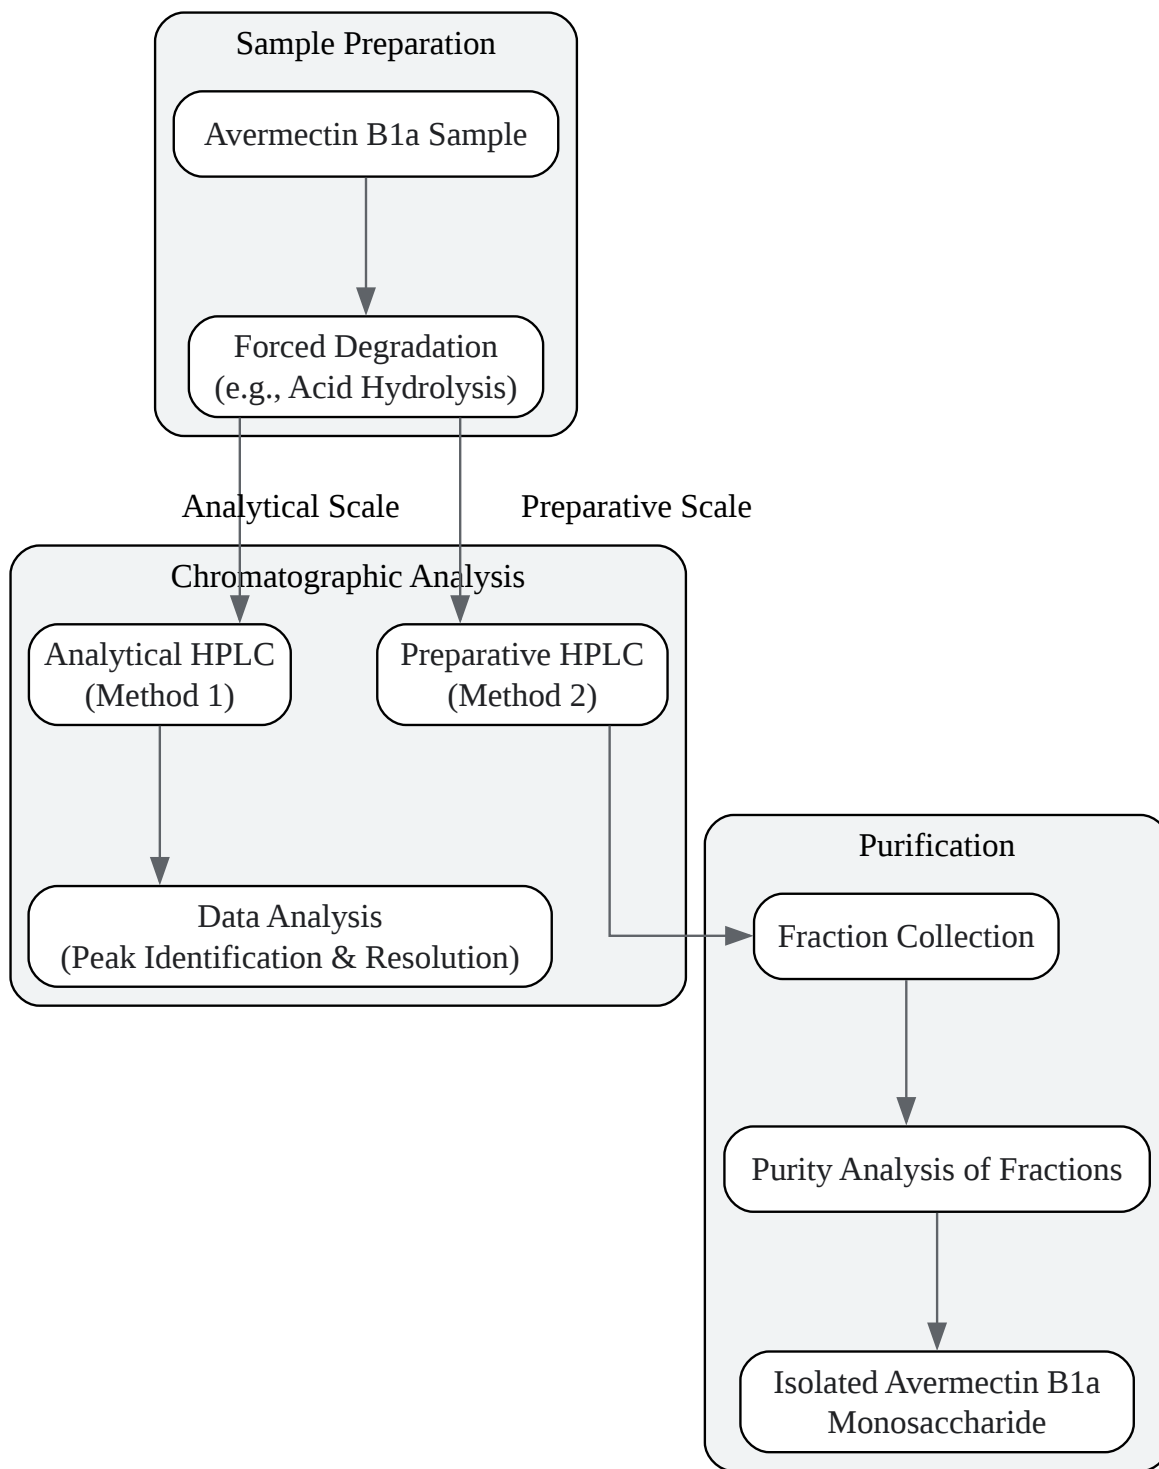 Sample Preparation
Avermectin B1a Sample
Forced Degradation
(e.g., Acid Hydrolysis)
Analytical Scale
Preparative Scale
Chromatographic Analysis
Analytical HPLC
(Method 1)
Preparative HPLC
(Method 2)
Data Analysis
(Peak Identification & Resolution)
Purification
Fraction Collection
Purity Analysis of Fractions
Isolated Avermectin B1a
Monosaccharide